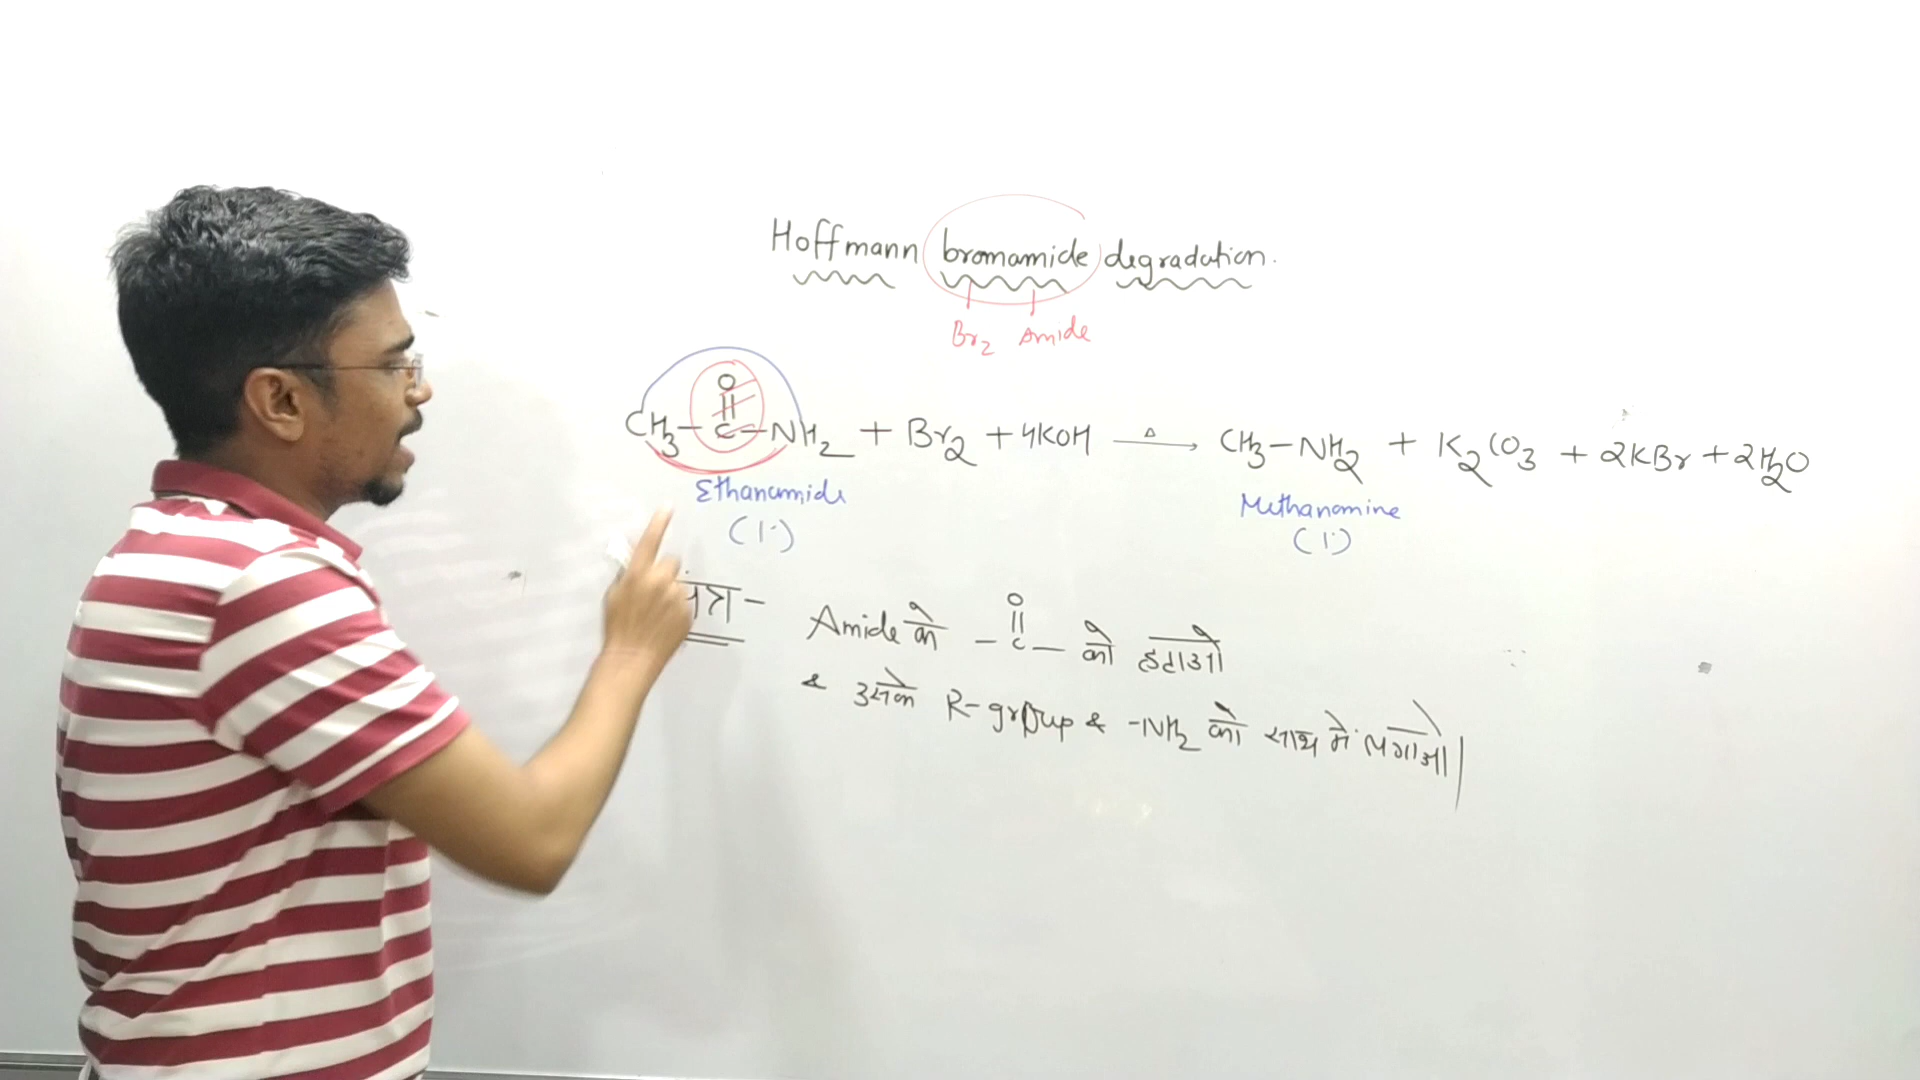 Hoffmann bromamide degradation.
Br2 Amide
O
CH3-C-NH2 + Br2 + 4KOH Δ→ CH3-NH2 + K2CO3 + 2KBr + 2H2O
Ethanamide Methanamine
(1°) (1°)
O
Amide के -C- को हटाओ
& उसके R-group & -NH2 को साथ में लगाओ|